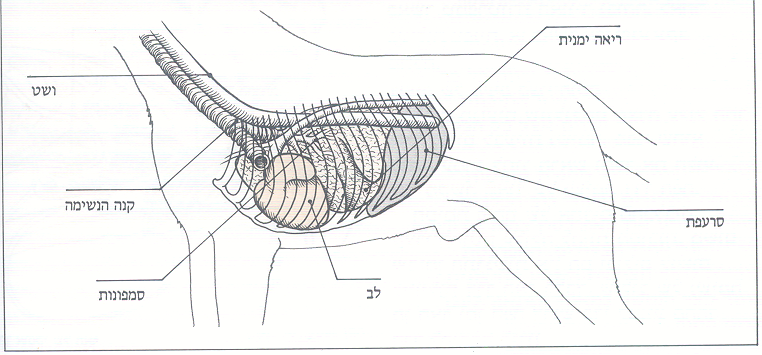 ריאה ימנית
ושט
קנה הנשימה
סרעפת
סמפונות
לב